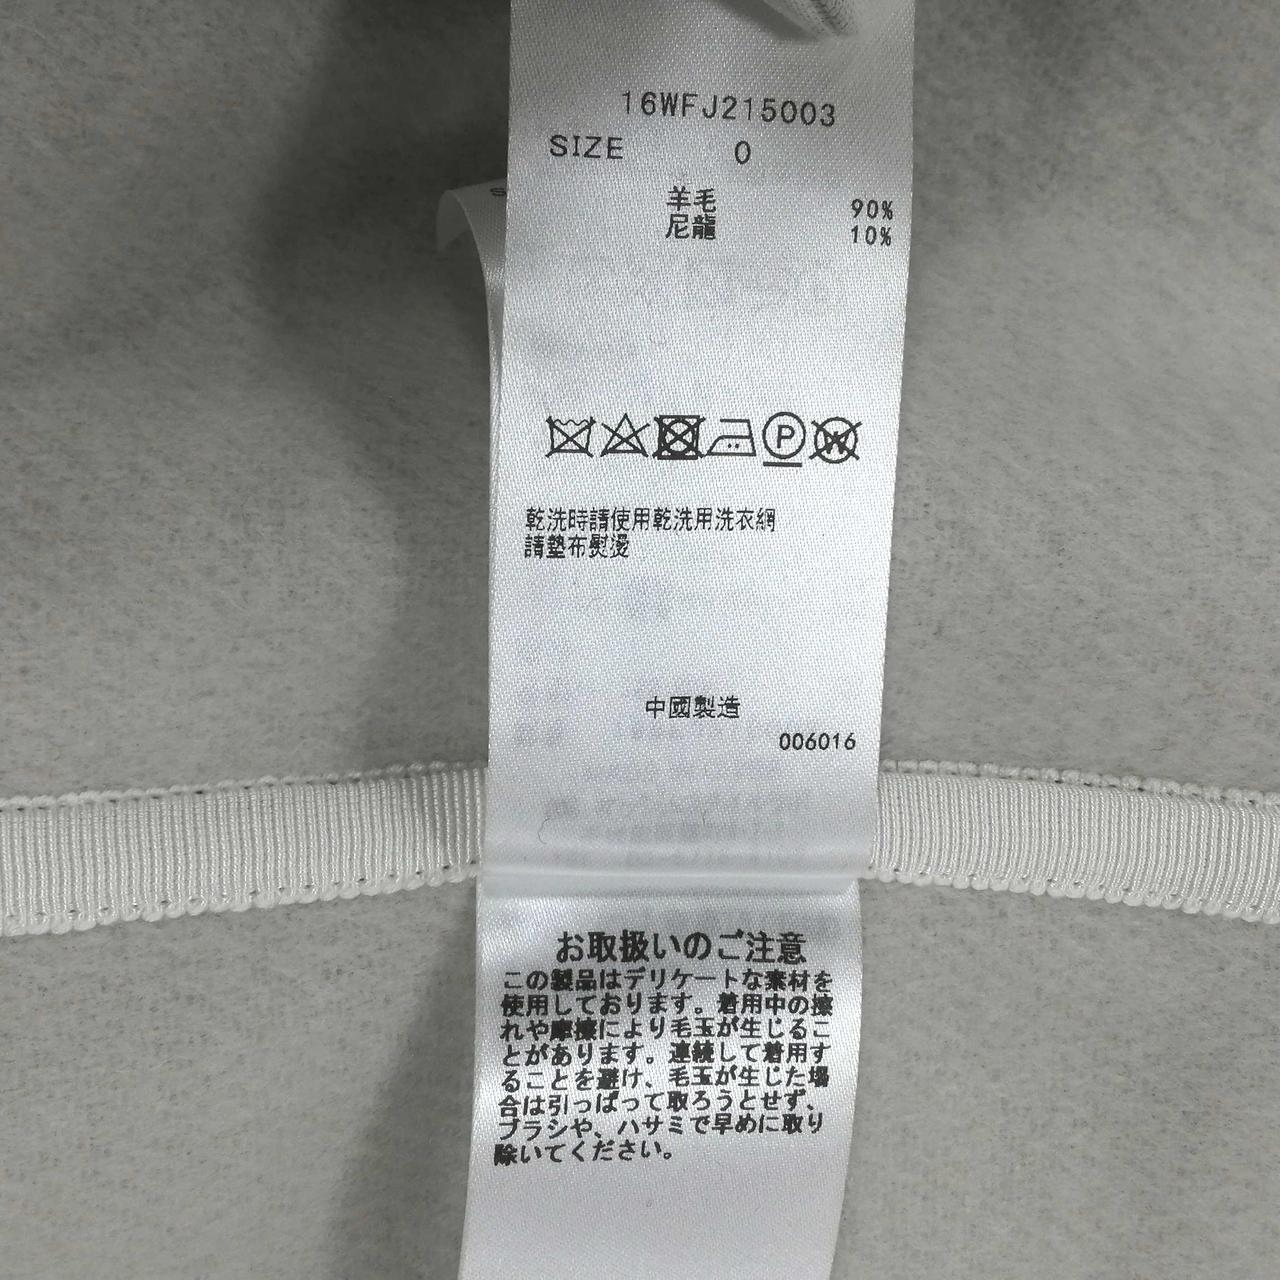 16WFJ215003
SIZE 0
羊毛 90%
尼龍 10%
P
W
乾洗時請使用乾洗用洗衣網
請墊布熨燙
中國製造
006016
お取扱いのご注意
この製品はデリケートな素材を
使用しております。着用中の擦
れや摩擦により毛玉が生じるこ
とがあります。連続して着用す
ることを避け、毛玉が生じた場
合は引っぱって取ろうとせず、
ブラシや、ハサミで早めに取り
除いてください。